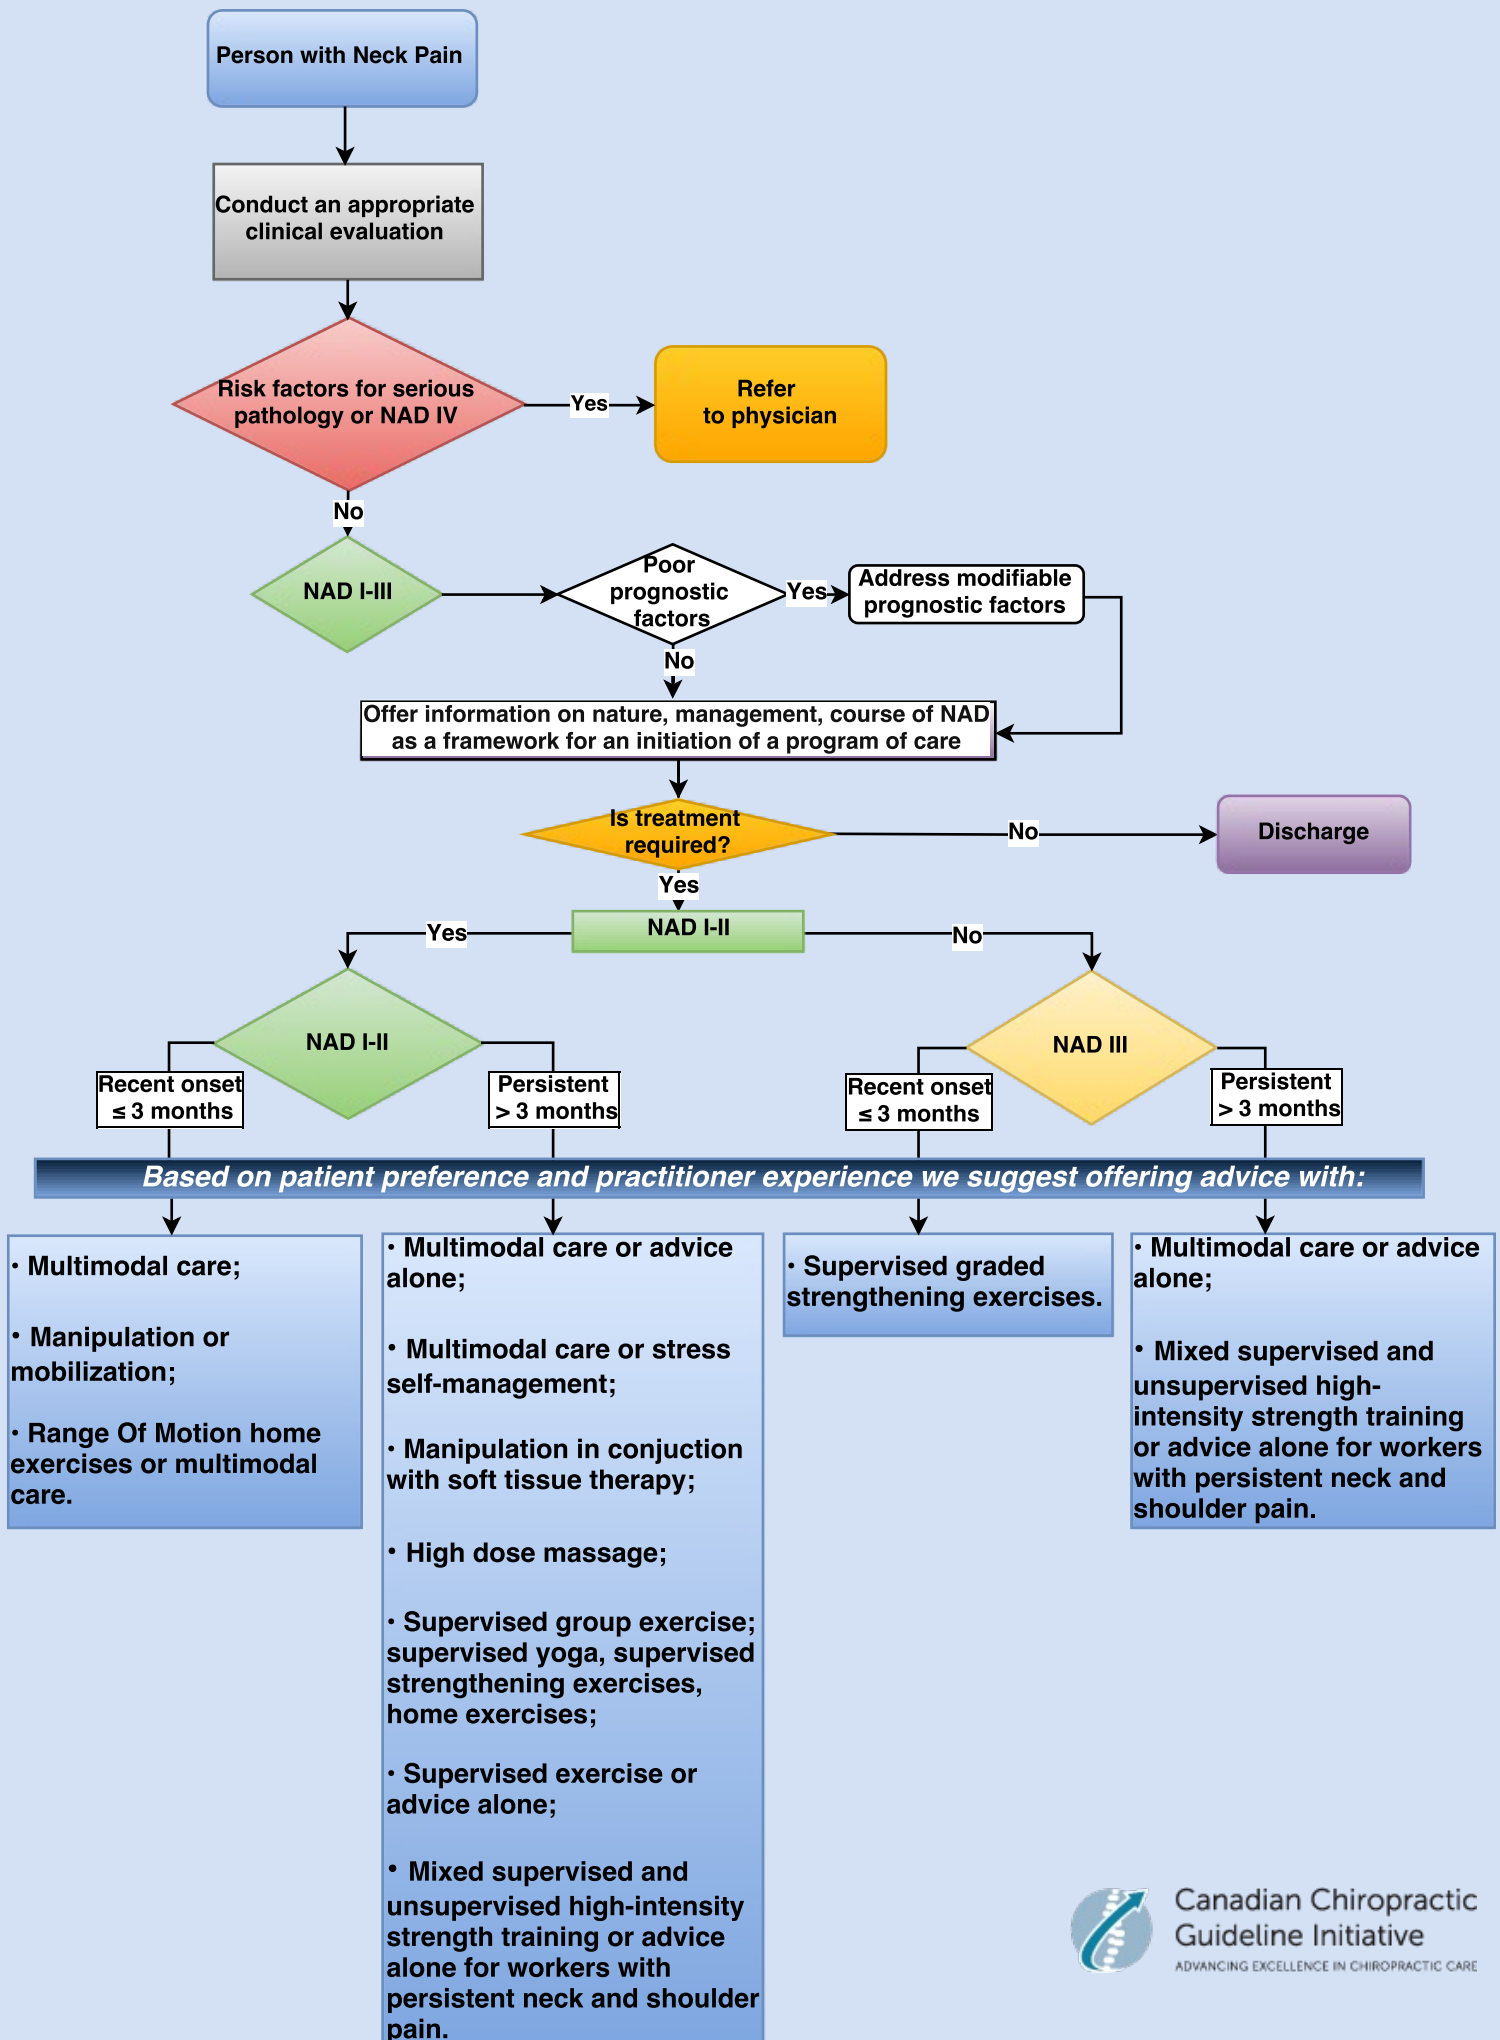 Person with Neck Pain
Conduct an appropriate
clinical evaluation
Risk factors for serious
pathology or NAD IV
Yes
Refer
to physician
No
NAD I-III
Poor
prognostic
factors
Yes
Address modifiable
prognostic factors
No
Offer information on nature, management, course of NAD
as a framework for an initiation of a program of care
Is treatment
required?
No
Discharge
Yes
NAD I-II
Yes
No
NAD I-II
NAD III
Recent onset
≤ 3 months
Persistent
> 3 months
Recent onset
≤ 3 months
Persistent
> 3 months
Based on patient preference and practitioner experience we suggest offering advice with:
· Multimodal care;
· Manipulation or
mobilization;
· Range Of Motion home
exercises or multimodal
care.
· Multimodal care or advice
alone;
· Multimodal care or stress
self-management;
· Manipulation in conjuction
with soft tissue therapy;
· High dose massage;
· Supervised group exercise;
supervised yoga, supervised
strengthening exercises,
home exercises;
· Supervised exercise or
advice alone;
· Mixed supervised and
unsupervised high-intensity
strength training or advice
alone for workers with
persistent neck and shoulder
pain.
· Supervised graded
strengthening exercises.
· Multimodal care or advice
alone;
· Mixed supervised and
unsupervised high-
intensity strength training
or advice alone for workers
with persistent neck and
shoulder pain.
Canadian Chiropractic
Guideline Initiative
ADVANCING EXCELLENCE IN CHIROPRACTIC CARE